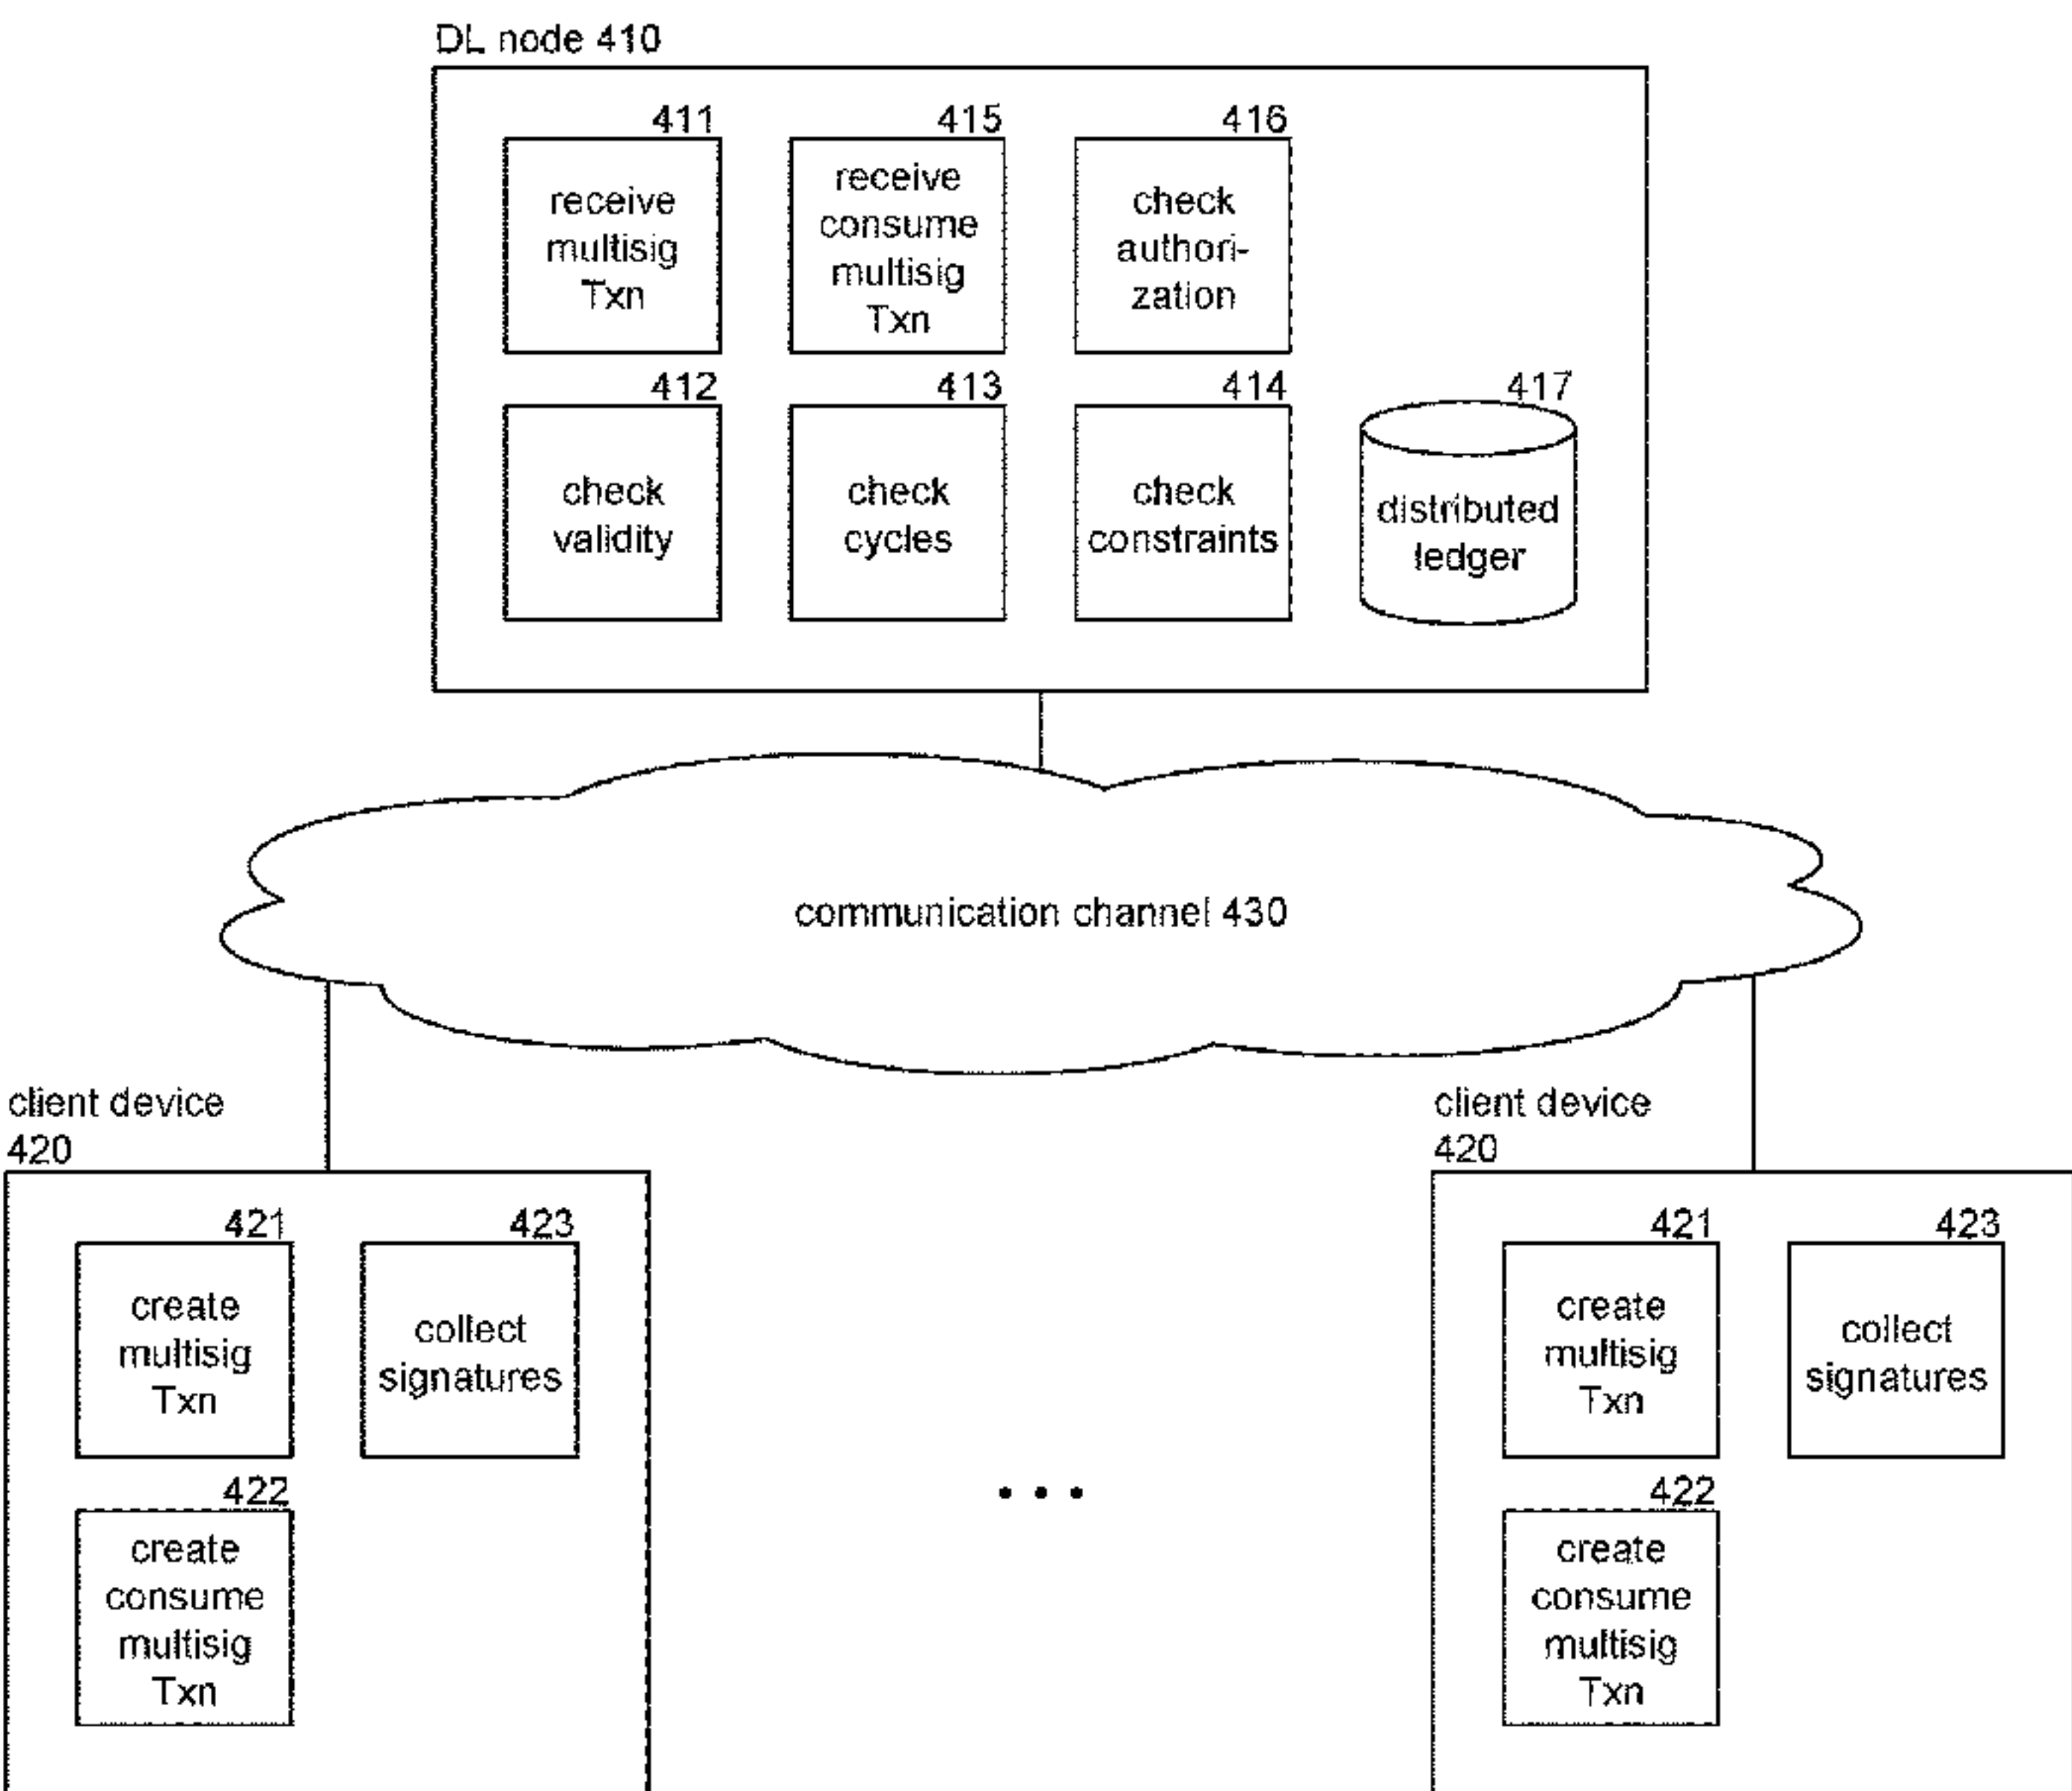 DL node 410
411
receive
multisig
Txn
415
receive
consume
multisig
Txn
416
check
authori-
zation
412
check
validity
413
check
cycles
414
check
constraints
417
distributed
ledger
communication channel 430
client device
420
421
create
multisig
Txn
423
collect
signatures
422
create
consume
multisig
Txn
client device
420
421
create
multisig
Txn
423
collect
signatures
422
create
consume
multisig
Txn